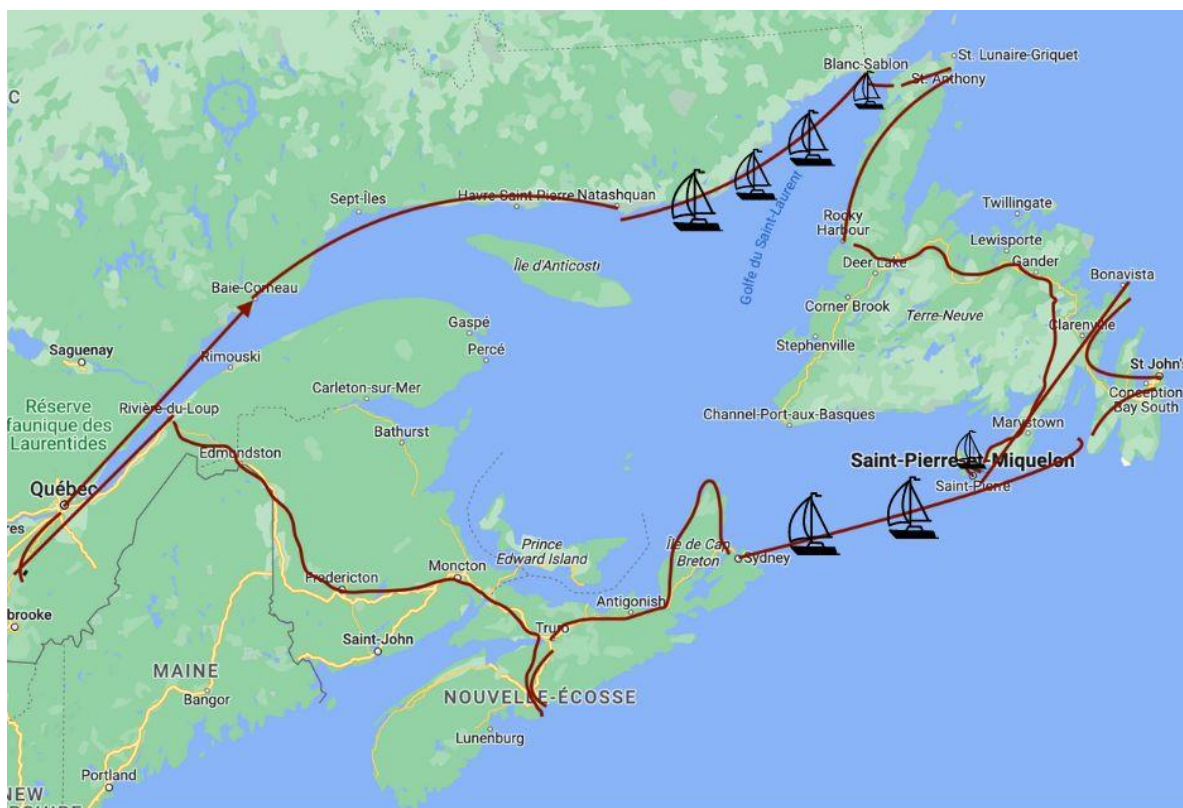 Blanc-Sablon
St. Lunaire-Griquet
St. Anthony
C
Sept-Îles
Havre-Saint-Pierre
Natashquan
Twillingate
Rocky
Harbour
Lewisporte
Golfe du Saint-Laurent
Île d'Anticosti
Deer Lake
Gander
Bonavista
Baie-Comeau
Corner Brook
Terre-Neuve
Gaspé
Clarenville
Saguenay
Rimouski
Percé
Stephenville
St John's
Carleton-sur-Mer
Conception
Bay South
Réserve
faunique des
Laurentides
Rivière-du-Loup
Channel-Port-aux-Basques
Marystown
Bathurst
Edmundston
Saint-Pierre-et-Miquelon
Québec
Saint-Pierre
res
Prince
Edward Island
Île de Cap
Breton
Sydney
Moncton
Fredericton
Antigonish
brooke
Truro
Saint-John
MAINE
Bangor
NOUVELLE-ÉCOSSE
Lunenburg
Portland
NEW